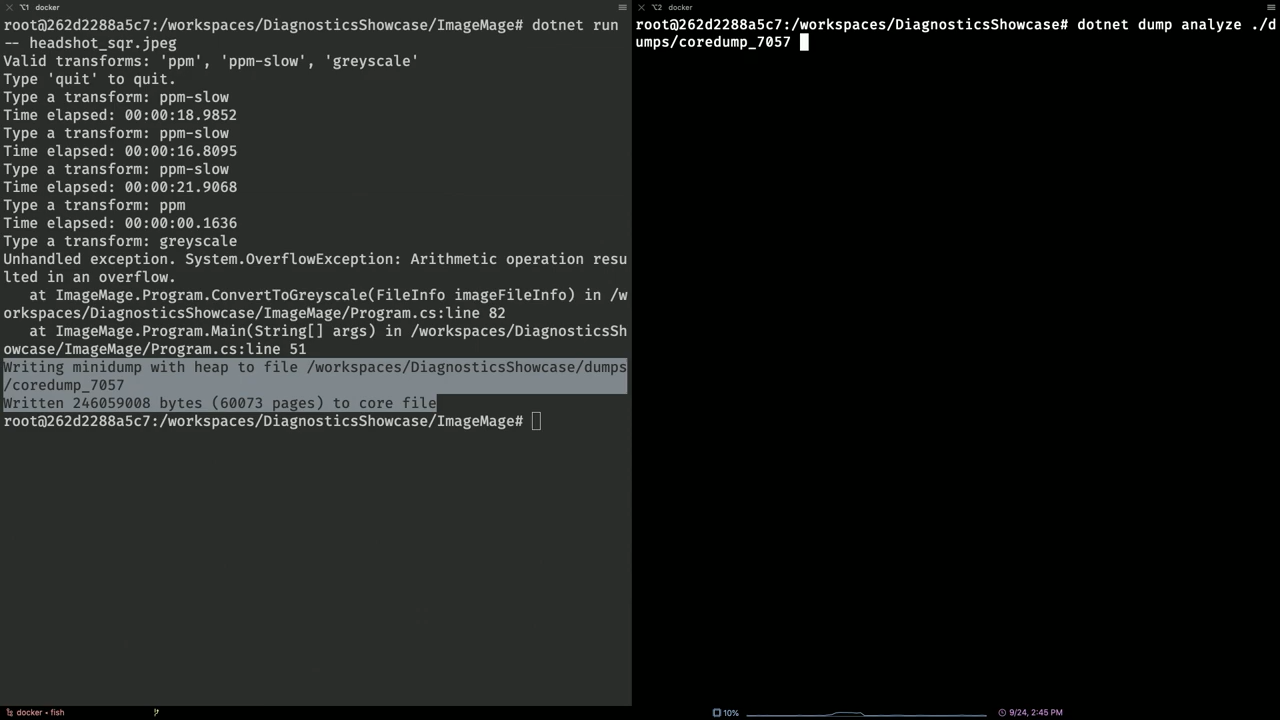 ⌥1 docker
root@262d2288a5c7:/workspaces/DiagnosticsShowcase/ImageMage# dotnet run
-- headshot_sqr.jpeg
Valid transforms: 'ppm', 'ppm-slow', 'greyscale'
Type 'quit' to quit.
Type a transform: ppm-slow
Time elapsed: 00:00:18.9852
Type a transform: ppm-slow
Time elapsed: 00:00:16.8095
Type a transform: ppm-slow
Time elapsed: 00:00:21.9068
Type a transform: ppm
Time elapsed: 00:00:00.1636
Type a transform: greyscale
Unhandled exception. System.OverflowException: Arithmetic operation resu
lted in an overflow.
   at ImageMage.Program.ConvertToGreyscale(FileInfo imageFileInfo) in /w
orkspaces/DiagnosticsShowcase/ImageMage/Program.cs:line 82
   at ImageMage.Program.Main(String[] args) in /workspaces/DiagnosticsSh
owcase/ImageMage/Program.cs:line 51
Writing minidump with heap to file /workspaces/DiagnosticsShowcase/dumps
/coredump_7057
Written 246059008 bytes (60073 pages) to core file
root@262d2288a5c7:/workspaces/DiagnosticsShowcase/ImageMage#
⌥2 docker
root@262d2288a5c7:/workspaces/DiagnosticsShowcase# dotnet dump analyze ./d
umps/coredump_7057
docker • fish
10%
9/24, 2:45 PM